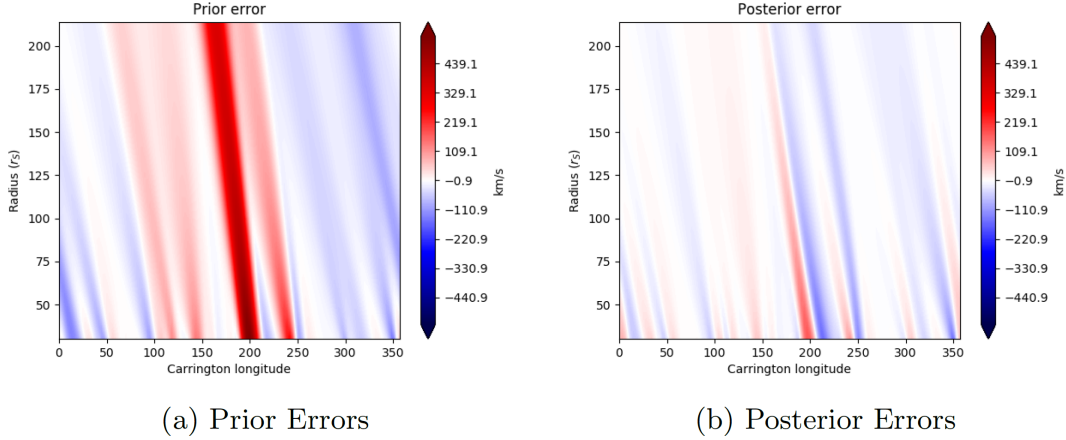 Prior error
200
175
150
125
100
75
50
Radius (rs)
0 50 100 150 200 250 300 350
Carrington longitude
439.1
329.1
219.1
109.1
−0.9
−110.9
−220.9
−330.9
−440.9
km/s
(a) Prior Errors
Posterior error
200
175
150
125
100
75
50
Radius (rs)
0 50 100 150 200 250 300 350
Carrington longitude
439.1
329.1
219.1
109.1
−0.9
−110.9
−220.9
−330.9
−440.9
km/s
(b) Posterior Errors